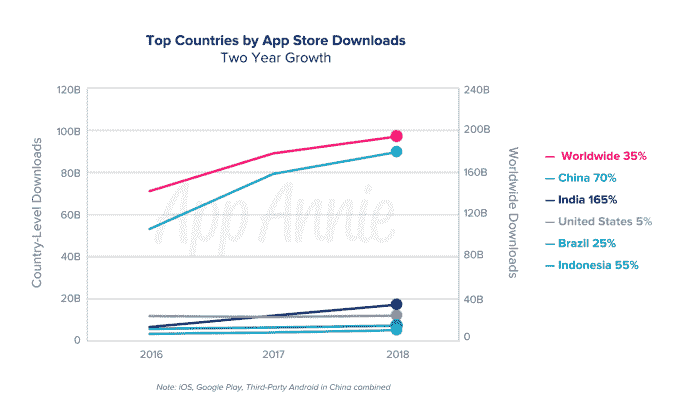 Top Countries by App Store Downloads
Two Year Growth
120B
100B
80B
60B
40B
20B
0
Country-Level Downloads
240B
200B
160B
120B
80B
40B
0
Worldwide Downloads
App Annie
2016
2017
2018
Worldwide 35%
China 70%
India 165%
United States 5%
Brazil 25%
Indonesia 55%
Note: iOS, Google Play, Third-Party Android in China combined